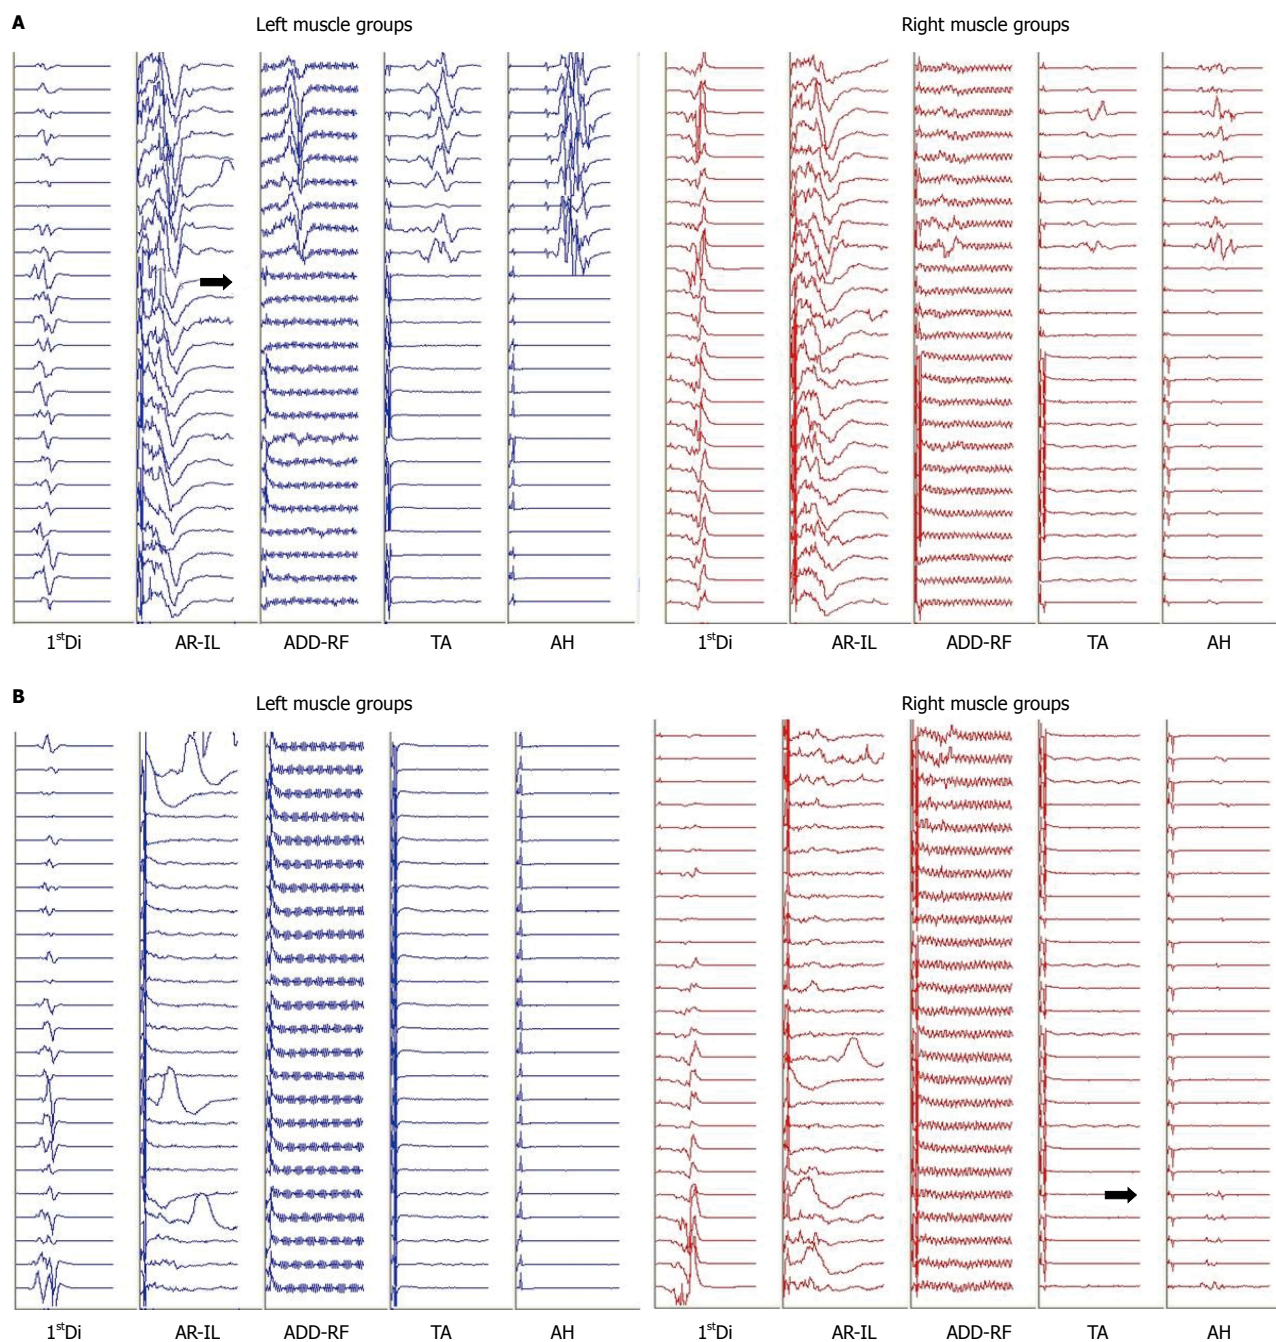 A
Left muscle groups Right muscle groups
1ˢᵗDi AR-IL ADD-RF TA AH 1ˢᵗDi AR-IL ADD-RF TA AH
B
Left muscle groups Right muscle groups
1ˢᵗDi AR-IL ADD-RF TA AH 1ˢᵗDi AR-IL ADD-RF TA AH